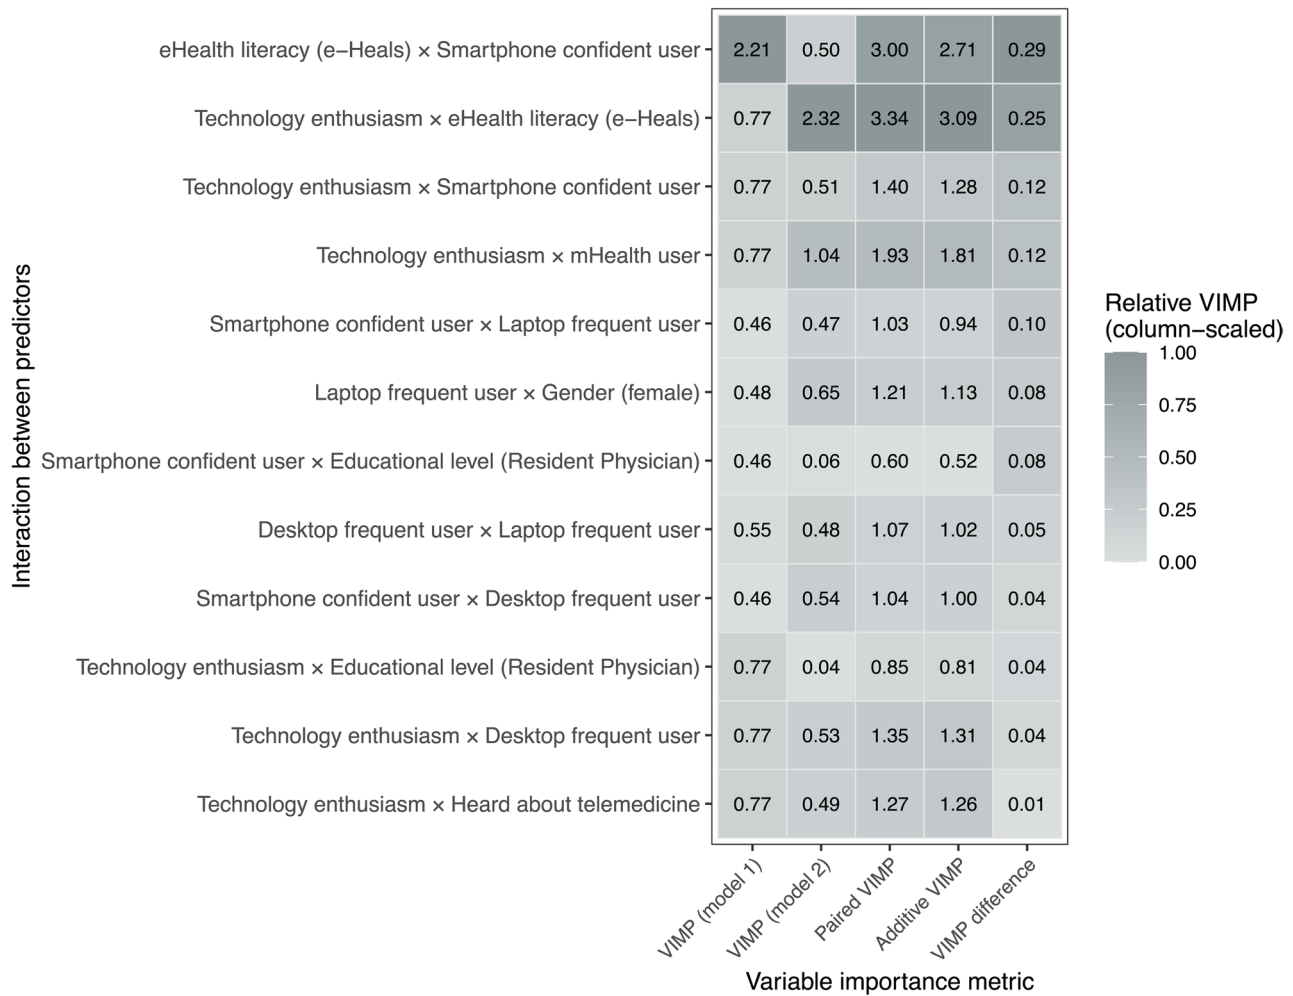 eHealth literacy (e−Heals) × Smartphone confident user 2.21 0.50 3.00 2.71 0.29
Technology enthusiasm × eHealth literacy (e−Heals) 0.77 2.32 3.34 3.09 0.25
Technology enthusiasm × Smartphone confident user 0.77 0.51 1.40 1.28 0.12
Technology enthusiasm × mHealth user 0.77 1.04 1.93 1.81 0.12
Smartphone confident user × Laptop frequent user 0.46 0.47 1.03 0.94 0.10
Laptop frequent user × Gender (female) 0.48 0.65 1.21 1.13 0.08
Smartphone confident user × Educational level (Resident Physician) 0.46 0.06 0.60 0.52 0.08
Desktop frequent user × Laptop frequent user 0.55 0.48 1.07 1.02 0.05
Smartphone confident user × Desktop frequent user 0.46 0.54 1.04 1.00 0.04
Technology enthusiasm × Educational level (Resident Physician) 0.77 0.04 0.85 0.81 0.04
Technology enthusiasm × Desktop frequent user 0.77 0.53 1.35 1.31 0.04
Technology enthusiasm × Heard about telemedicine 0.77 0.49 1.27 1.26 0.01
Interaction between predictors
VIMP (model 1)
VIMP (model 2)
Paired VIMP
Additive VIMP
VIMP difference
Variable importance metric
Relative VIMP
(column−scaled)
1.00
0.75
0.50
0.25
0.00